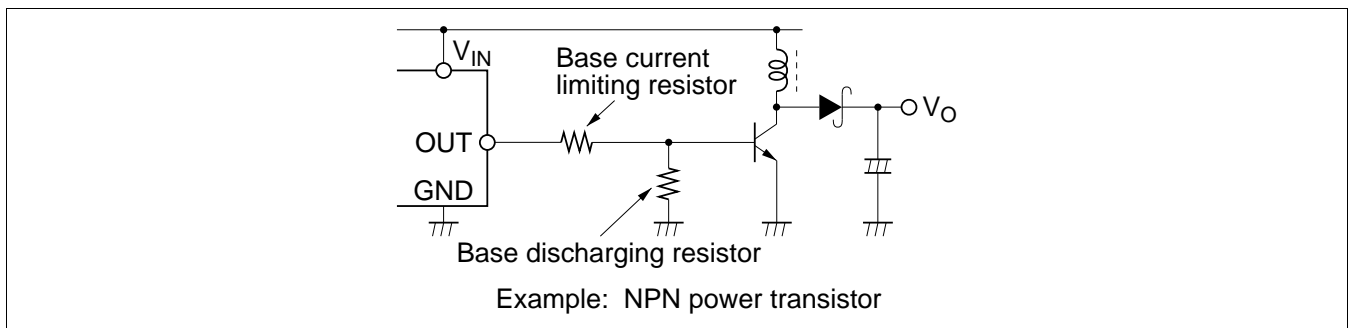 VIN
Base current
limiting resistor
VO
OUT
GND
Base discharging resistor
Example: NPN power transistor